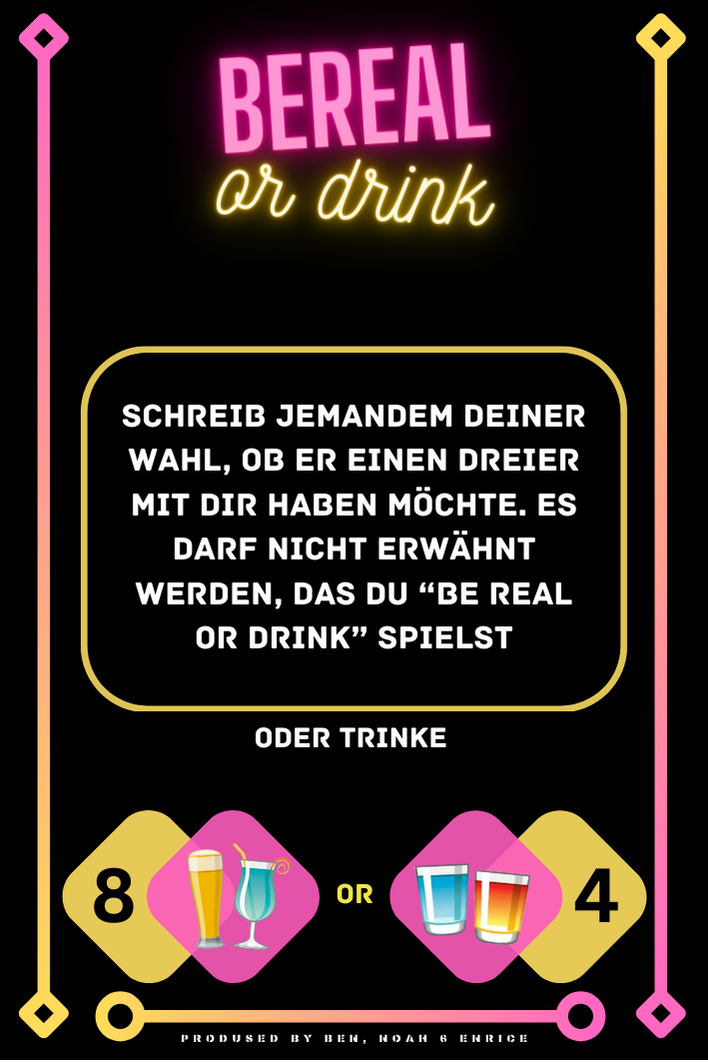 BEREAL
or drink
SCHREIB JEMANDEM DEINER
WAHL, OB ER EINEN DREIER
MIT DIR HABEN MÖCHTE. ES
DARF NICHT ERWÄHNT
WERDEN, DAS DU “BE REAL
OR DRINK” SPIELST
ODER TRINKE
8 OR 4
PRODUSED BY BEN, NOAH & ENRICE